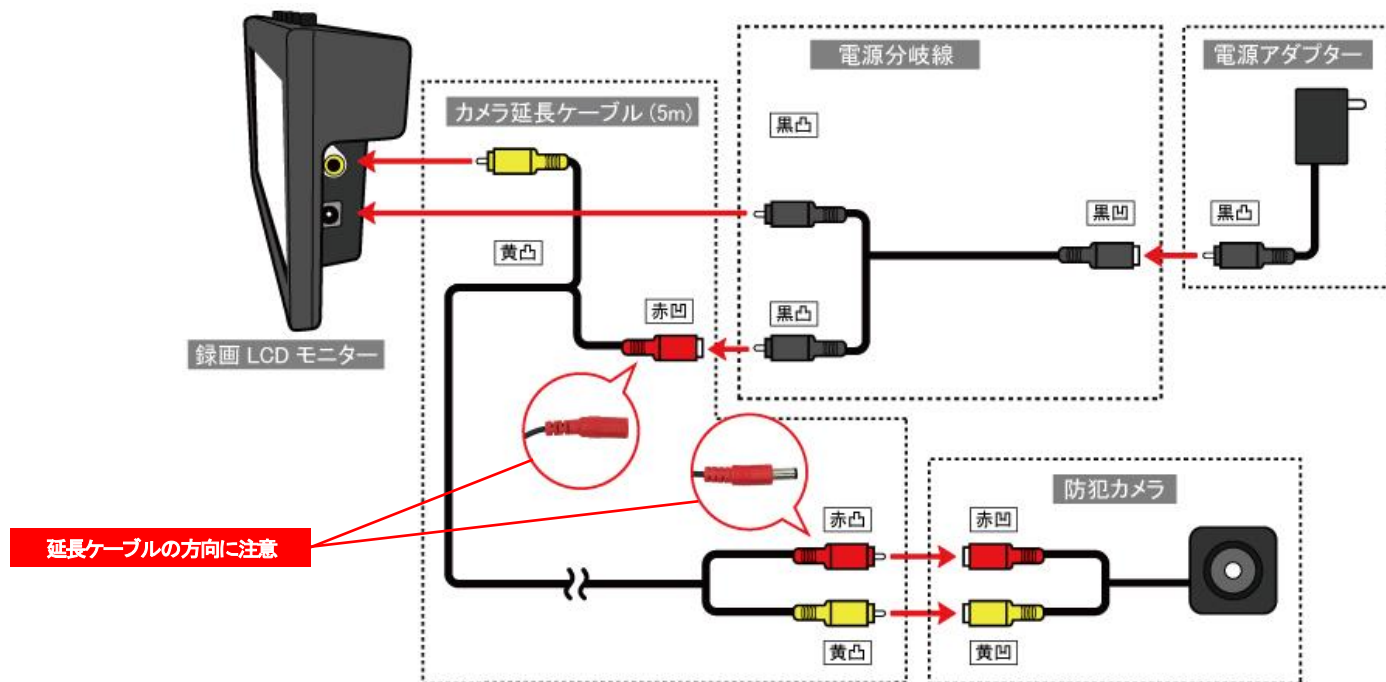 電源分岐線
電源アダプター
カメラ延長ケーブル(5m)
黒凸
黒凹
黒凸
黄凸
赤凹
黒凸
録画 LCD モニター
防犯カメラ
赤凸
赤凹
延長ケーブルの方向に注意
黄凸
黄凹